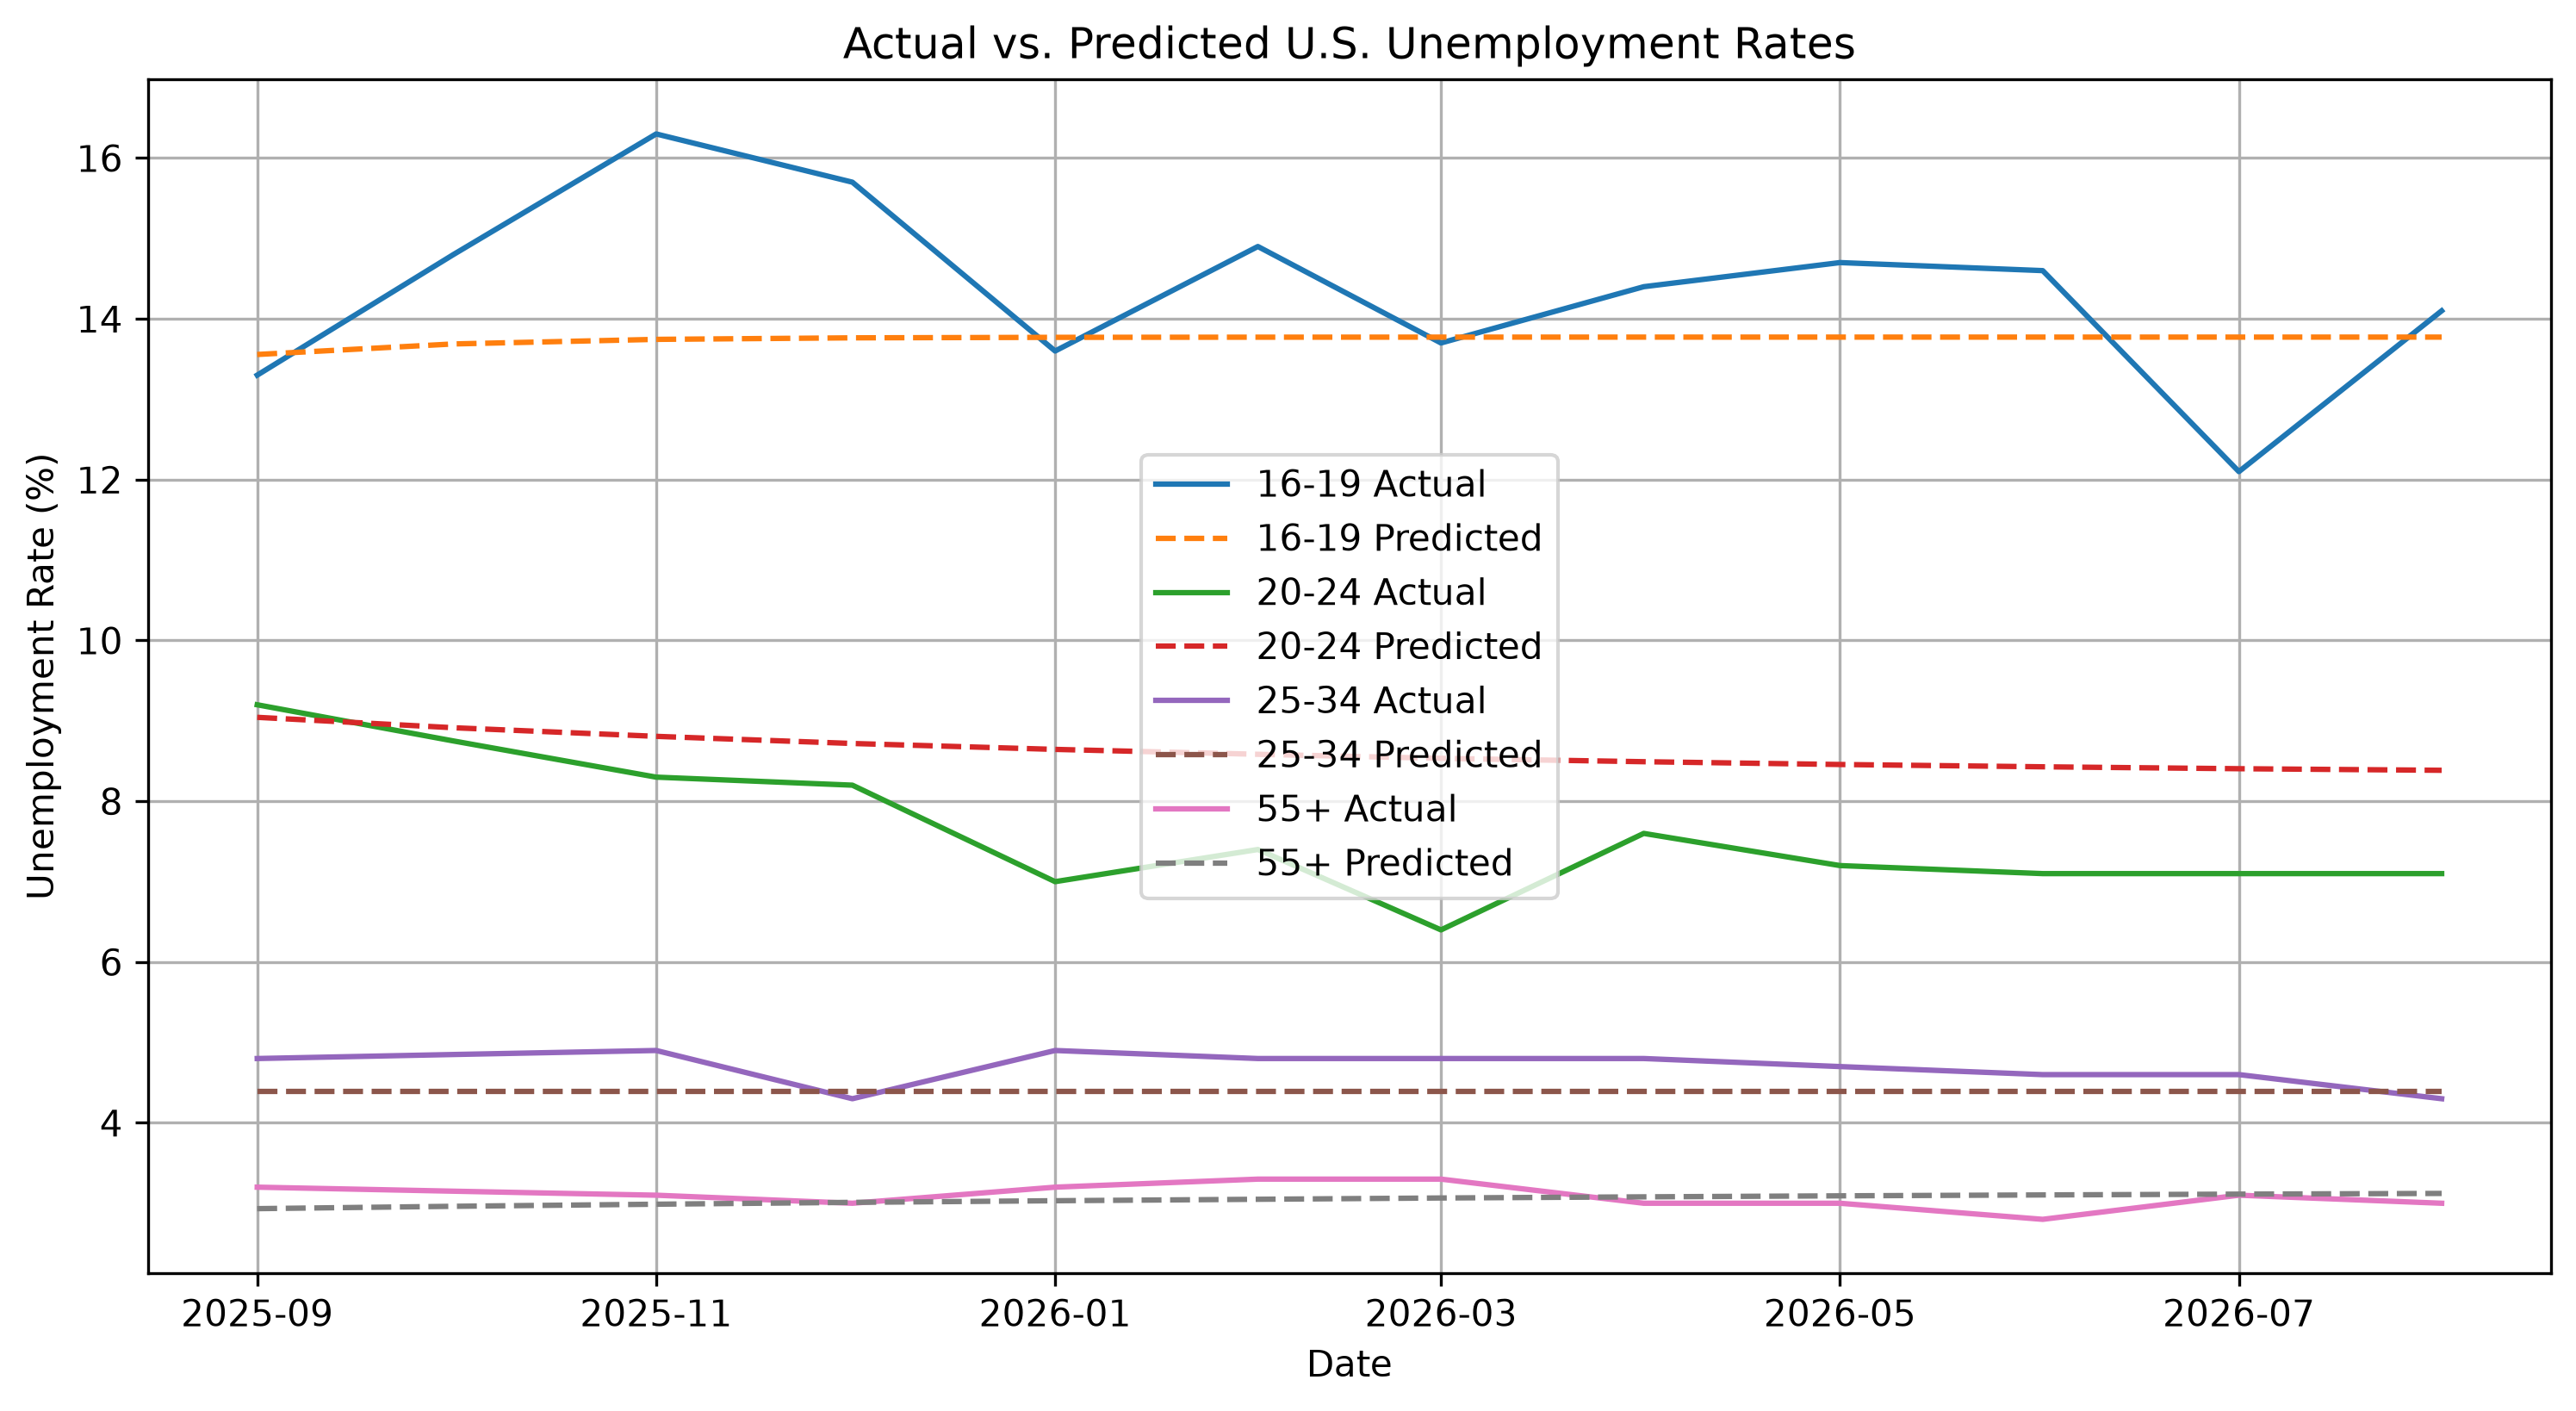 Actual vs. Predicted U.S. Unemployment Rates
Unemployment Rate (%)
16
14
12
10
8
6
4
16-19 Actual
16-19 Predicted
20-24 Actual
20-24 Predicted
25-34 Actual
25-34 Predicted
55+ Actual
55+ Predicted
2025-09 2025-11 2026-01 2026-03 2026-05 2026-07
Date